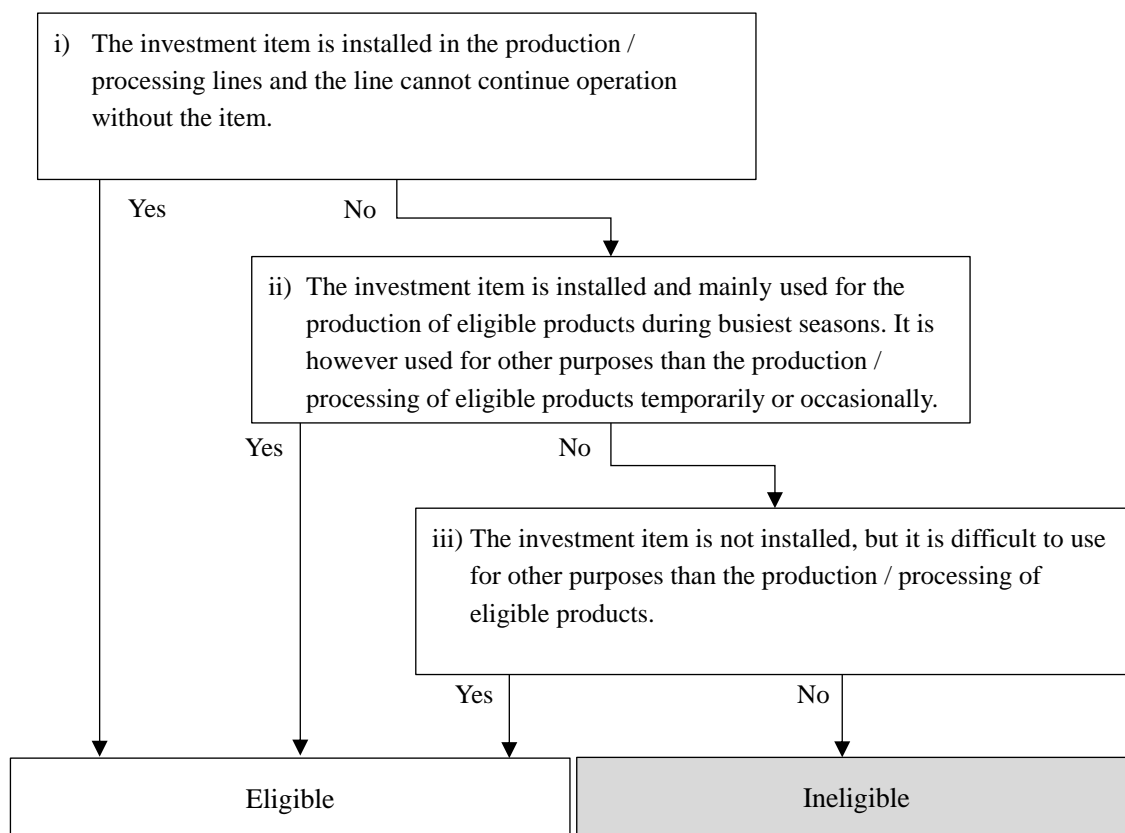 i) The investment item is installed in the production /
processing lines and the line cannot continue operation
without the item.
Yes
No
ii) The investment item is installed and mainly used for the
production of eligible products during busiest seasons. It is
however used for other purposes than the production /
processing of eligible products temporarily or occasionally.
Yes
No
iii) The investment item is not installed, but it is difficult to use
for other purposes than the production / processing of
eligible products.
Yes
No
Eligible
Ineligible